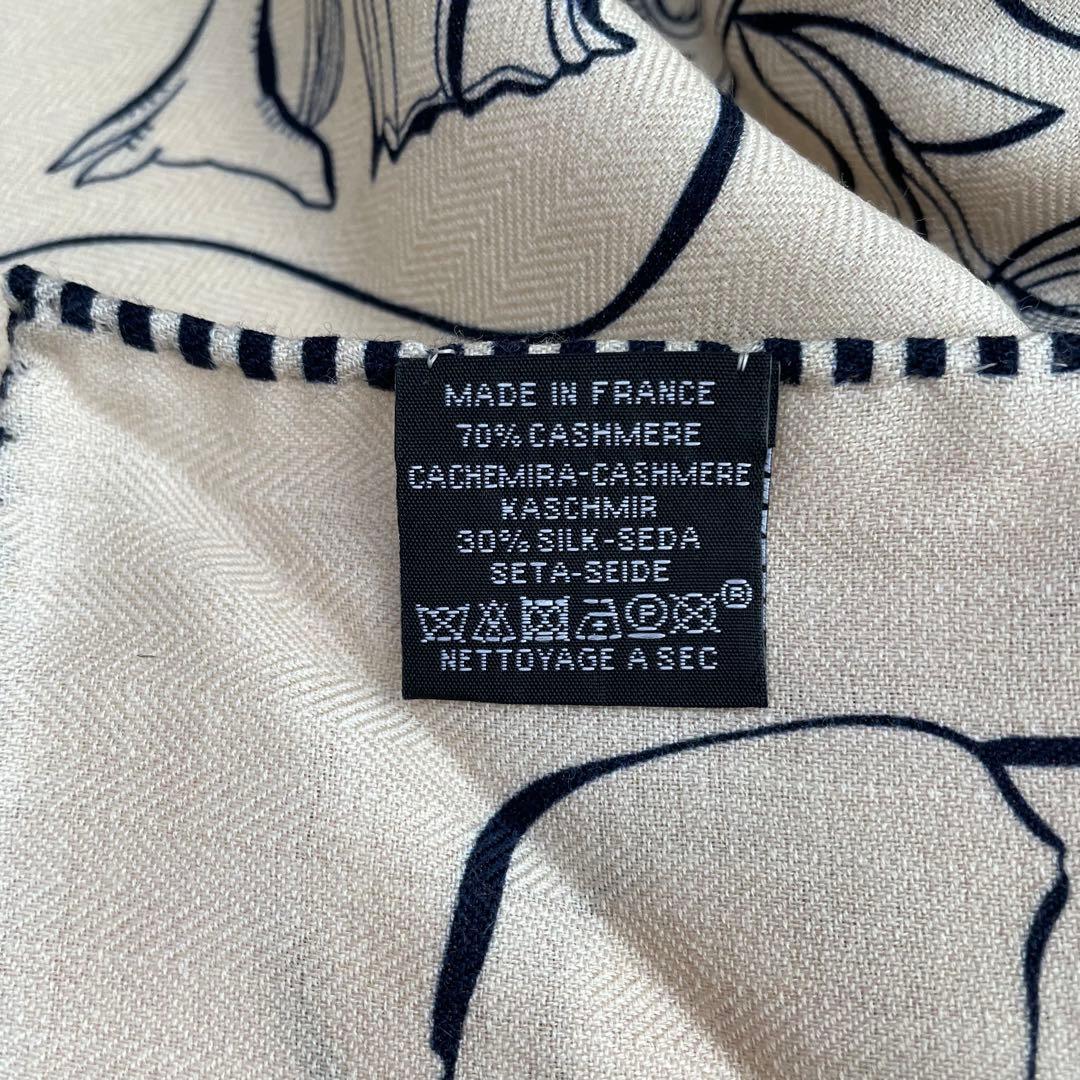 MADE IN FRANCE
70% CASHMERE
CACHEMIRA-CASHMERE
KASCHMIR
30% SILK-SEDA
SETA-SEIDE
P ®
NETTOYAGE A SEC